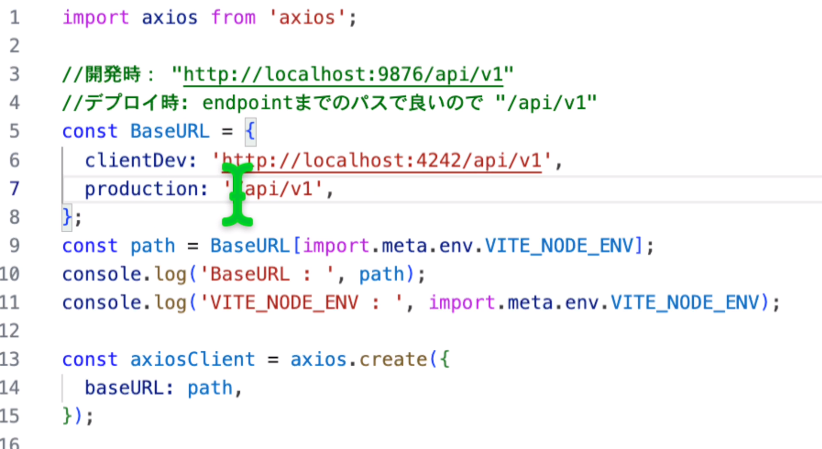 1 import axios from 'axios';
2
3 //開発時： "http://localhost:9876/api/v1"
4 //デプロイ時: endpointまでのパスで良いので "/api/v1"
5 const BaseURL = {
6 clientDev: 'http://localhost:4242/api/v1',
7 production: '/api/v1',
8 };
9 const path = BaseURL[import.meta.env.VITE_NODE_ENV];
10 console.log('BaseURL : ', path);
11 console.log('VITE_NODE_ENV : ', import.meta.env.VITE_NODE_ENV);
12
13 const axiosClient = axios.create({
14 baseURL: path,
15 });
16